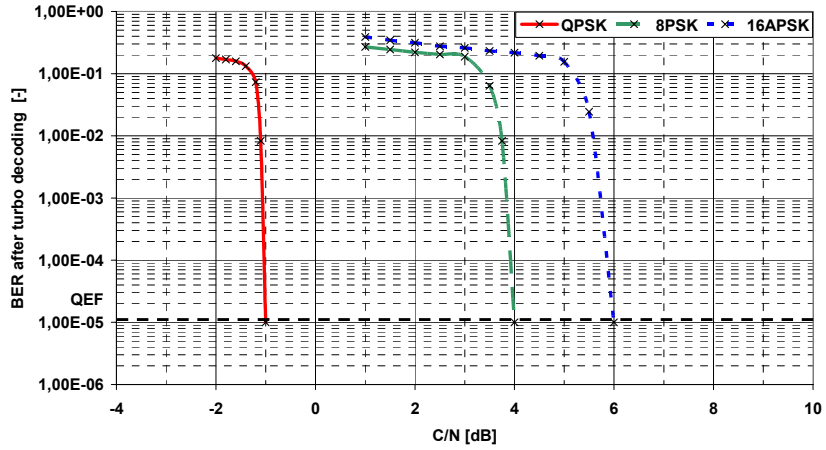 1,00E+00
QPSK 8PSK 16APSK
1,00E-01
1,00E-02
1,00E-03
1,00E-04
QEF
1,00E-05
1,00E-06
BER after turbo decoding [-]
-4 -2 0 2 4 6 8 10
C/N [dB]